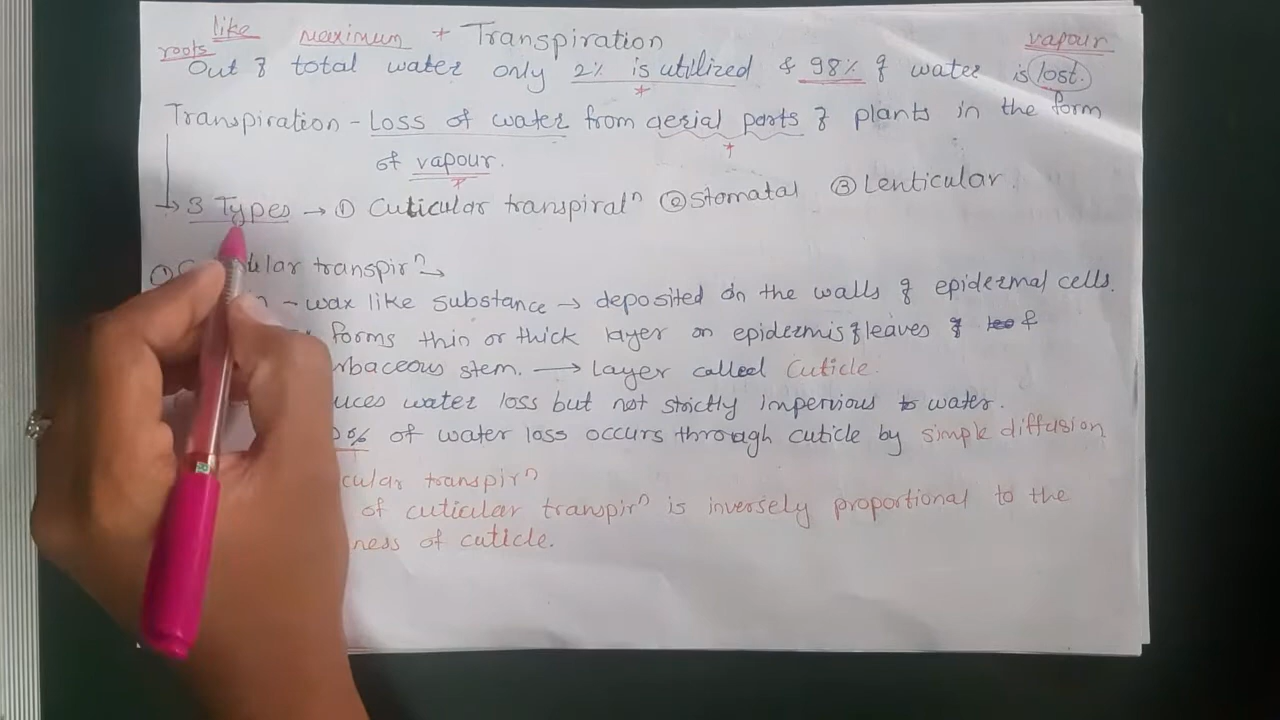 like maximum * Transpiration vapour
roots
Out of total water only 2% is utilized & 98% of water is lost.
Transpiration - Loss of water from aerial parts of plants in the form
of vapour.
→ 3 Types → ① Cuticular transpiratⁿ ② Stomatal ③ Lenticular.
① ular transpirⁿ →
n - wax like substance → deposited on the walls of epidermal cells.
forms thin or thick layer on epidermis of leaves &
rbaceous stem. → layer called Cuticle.
uces water loss but not strictly impervious to water.
0% of water loss occurs through cuticle by simple diffusion
cular transpirⁿ
of cuticular transpirⁿ is inversely proportional to the
ness of cuticle.